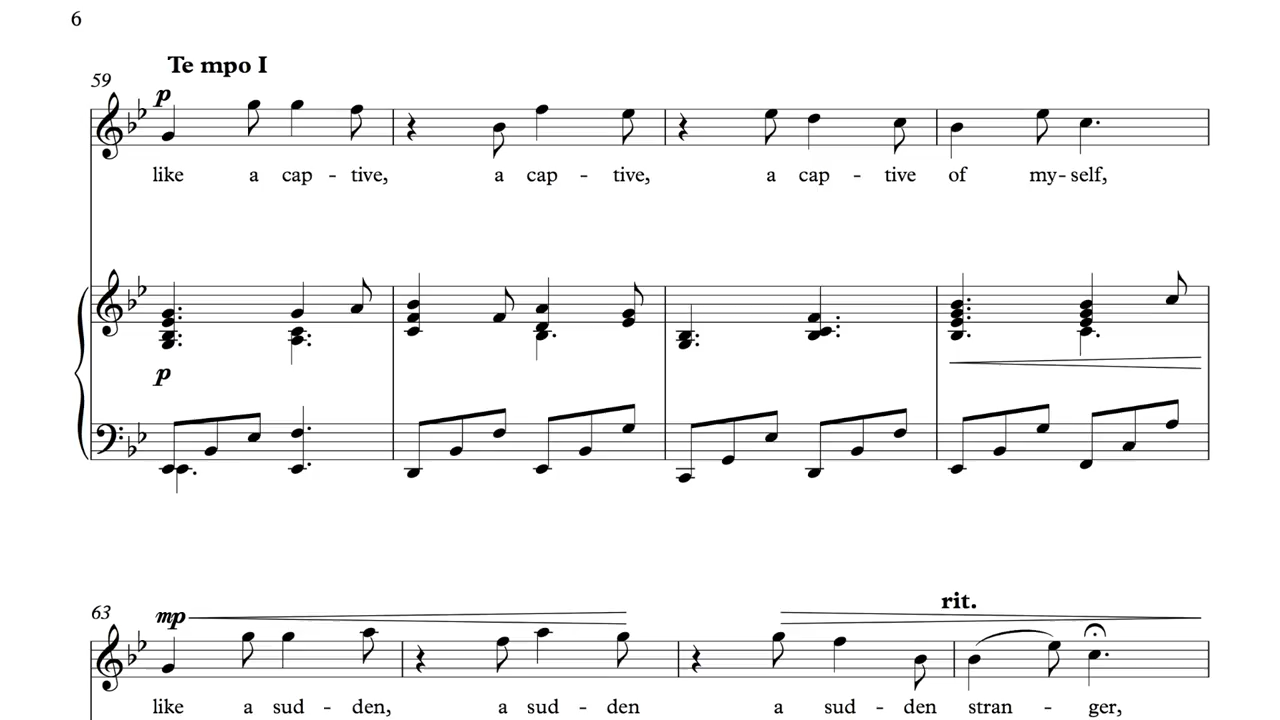 6
Te mpo I
59
p
like a cap - tive, a cap - tive, a cap - tive of my - self,
p
63
mp
rit.
like a sud - den, a sud - den a sud - den stran - ger,